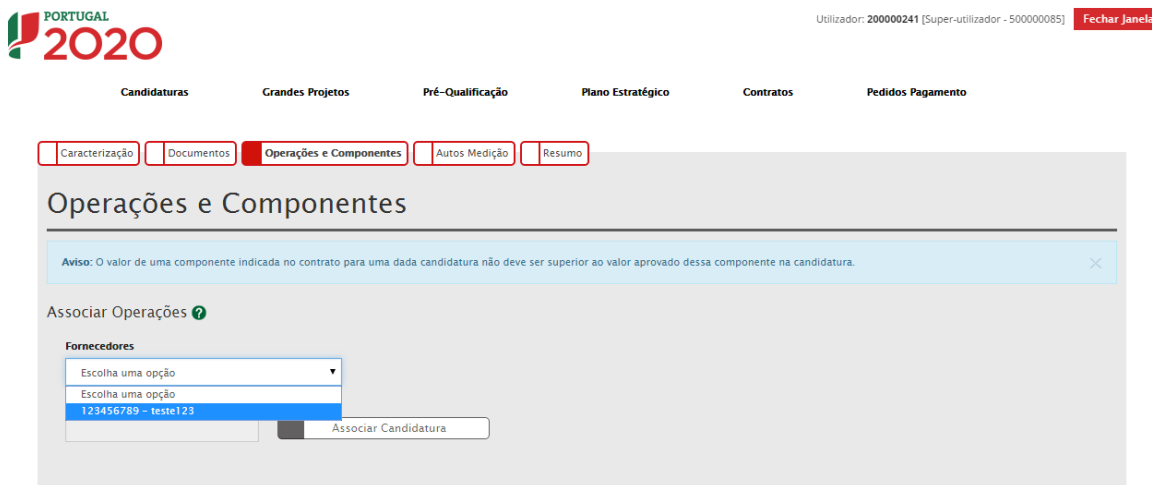 PORTUGAL
2020
Utilizador: 200000241 [Super-utilizador - 500000085]
Fechar Janela
Candidaturas Grandes Projetos Pré-Qualificação Plano Estratégico Contratos Pedidos Pagamento
Caracterização Documentos Operações e Componentes Autos Medição Resumo
Operações e Componentes
Aviso: O valor de uma componente indicada no contrato para uma dada candidatura não deve ser superior ao valor aprovado dessa componente na candidatura.
Associar Operações ?
Fornecedores
Escolha uma opção
Escolha uma opção
123456789 - teste123
Associar Candidatura